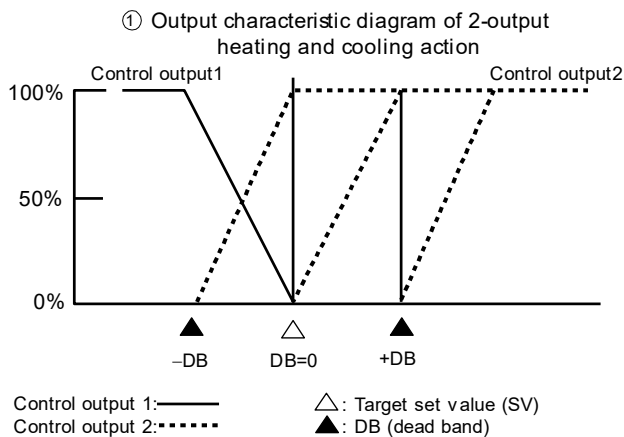 ① Output characteristic diagram of 2-output
heating and cooling action
Control output1
Control output2
100%
50%
0%
–DB
DB=0
+DB
Control output 1:
△: Target set value (SV)
Control output 2:
▲: DB (dead band)